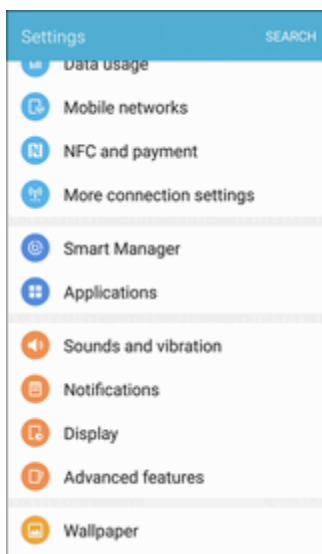 Settings
SEARCH
Data usage
Mobile networks
NFC and payment
More connection settings
Smart Manager
Applications
Sounds and vibration
Notifications
Display
Advanced features
Wallpaper